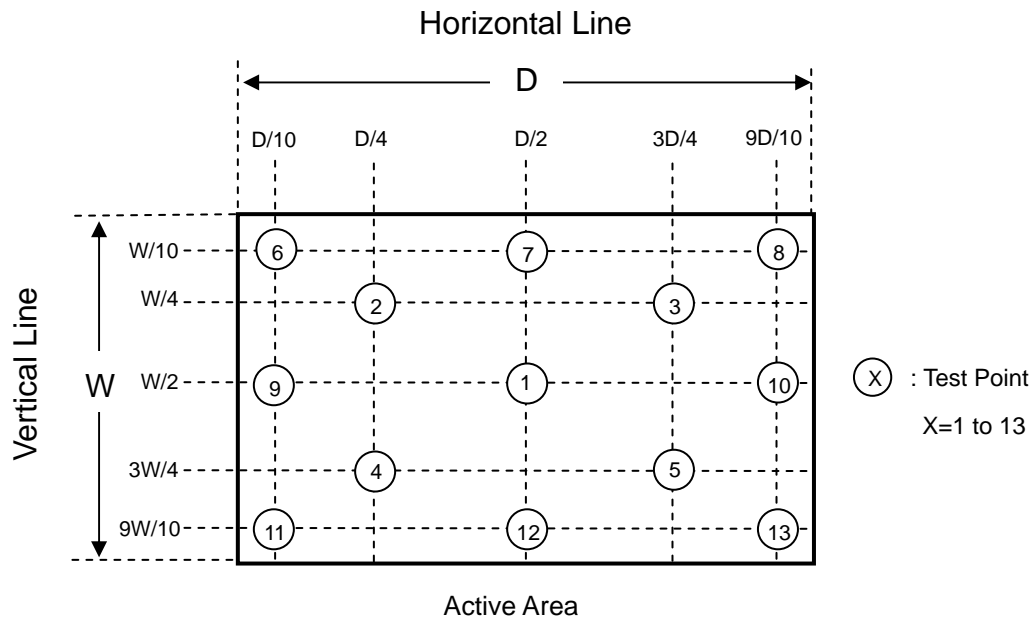 Horizontal Line
D
D/10 D/4 D/2 3D/4 9D/10
Vertical Line
W
W/10
6 7 8
W/4
2 3
W/2
9 1 10
X : Test Point
X=1 to 13
3W/4
4 5
9W/10
11 12 13
Active Area